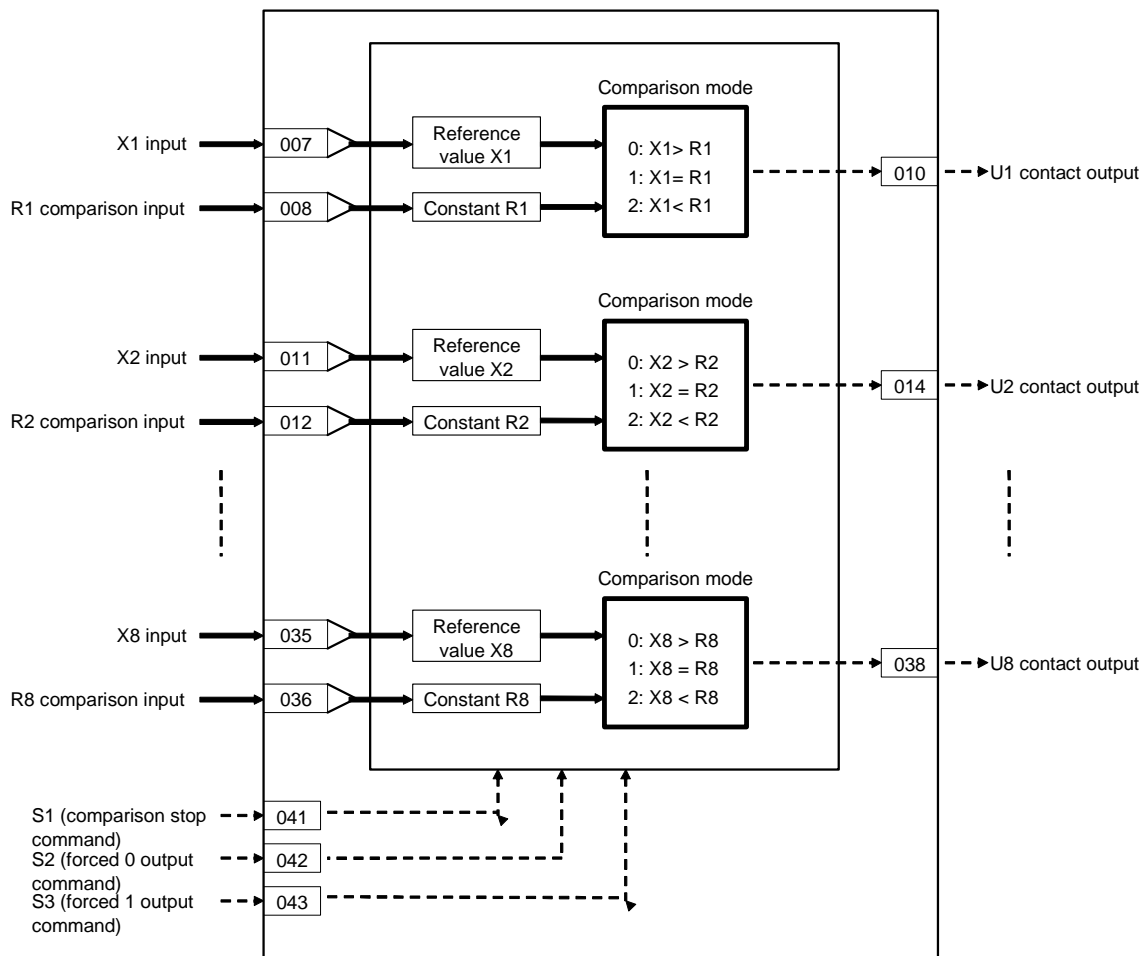 Comparison mode
X1 input
007
Reference
value X1
0: X1> R1
1: X1= R1
2: X1< R1
010
U1 contact output
R1 comparison input
008
Constant R1
Comparison mode
X2 input
011
Reference
value X2
0: X2 > R2
1: X2 = R2
2: X2 < R2
014
U2 contact output
R2 comparison input
012
Constant R2
Comparison mode
X8 input
035
Reference
value X8
0: X8 > R8
1: X8 = R8
2: X8 < R8
038
U8 contact output
R8 comparison input
036
Constant R8
S1 (comparison stop
command)
041
S2 (forced 0 output
command)
042
S3 (forced 1 output
command)
043